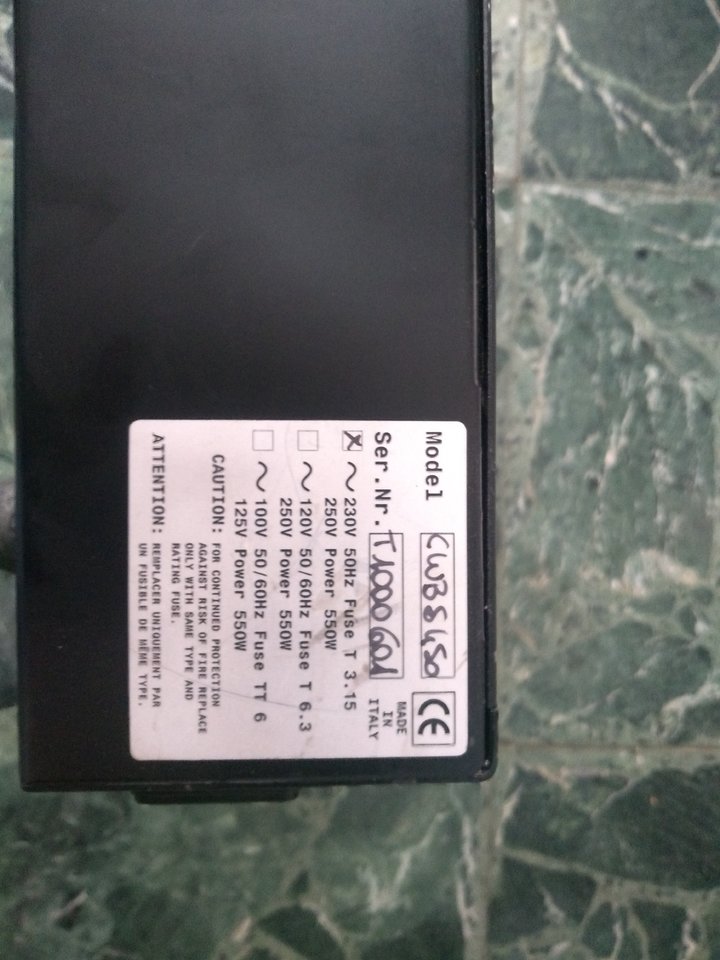 Model CWB S 450 CE
Ser.Nr. T1000601 MADE IN ITALY
X ~ 230V 50Hz Fuse T 3.15
250V Power 550W
~ 120V 50/60Hz Fuse T 6.3
250V Power 550W
~ 100V 50/60Hz Fuse TT 6
125V Power 550W
CAUTION: FOR CONTINUED PROTECTION
AGAINST RISK OF FIRE REPLACE
ONLY WITH SAME TYPE AND
RATING FUSE.
ATTENTION: REMPLACER UNIQUEMENT PAR
UN FUSIBLE DE MÊME TYPE.